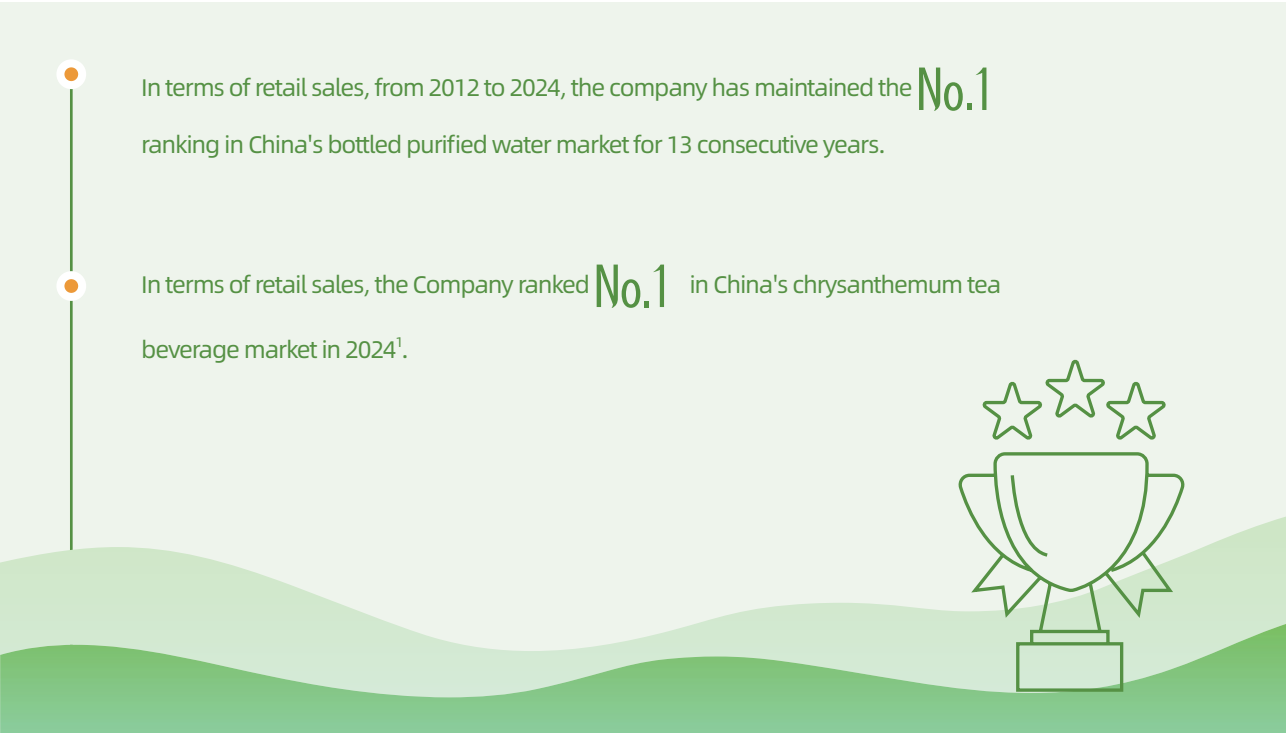 In terms of retail sales, from 2012 to 2024, the company has maintained the No.1
ranking in China's bottled purified water market for 13 consecutive years.
In terms of retail sales, the Company ranked No.1 in China's chrysanthemum tea
beverage market in 2024¹.